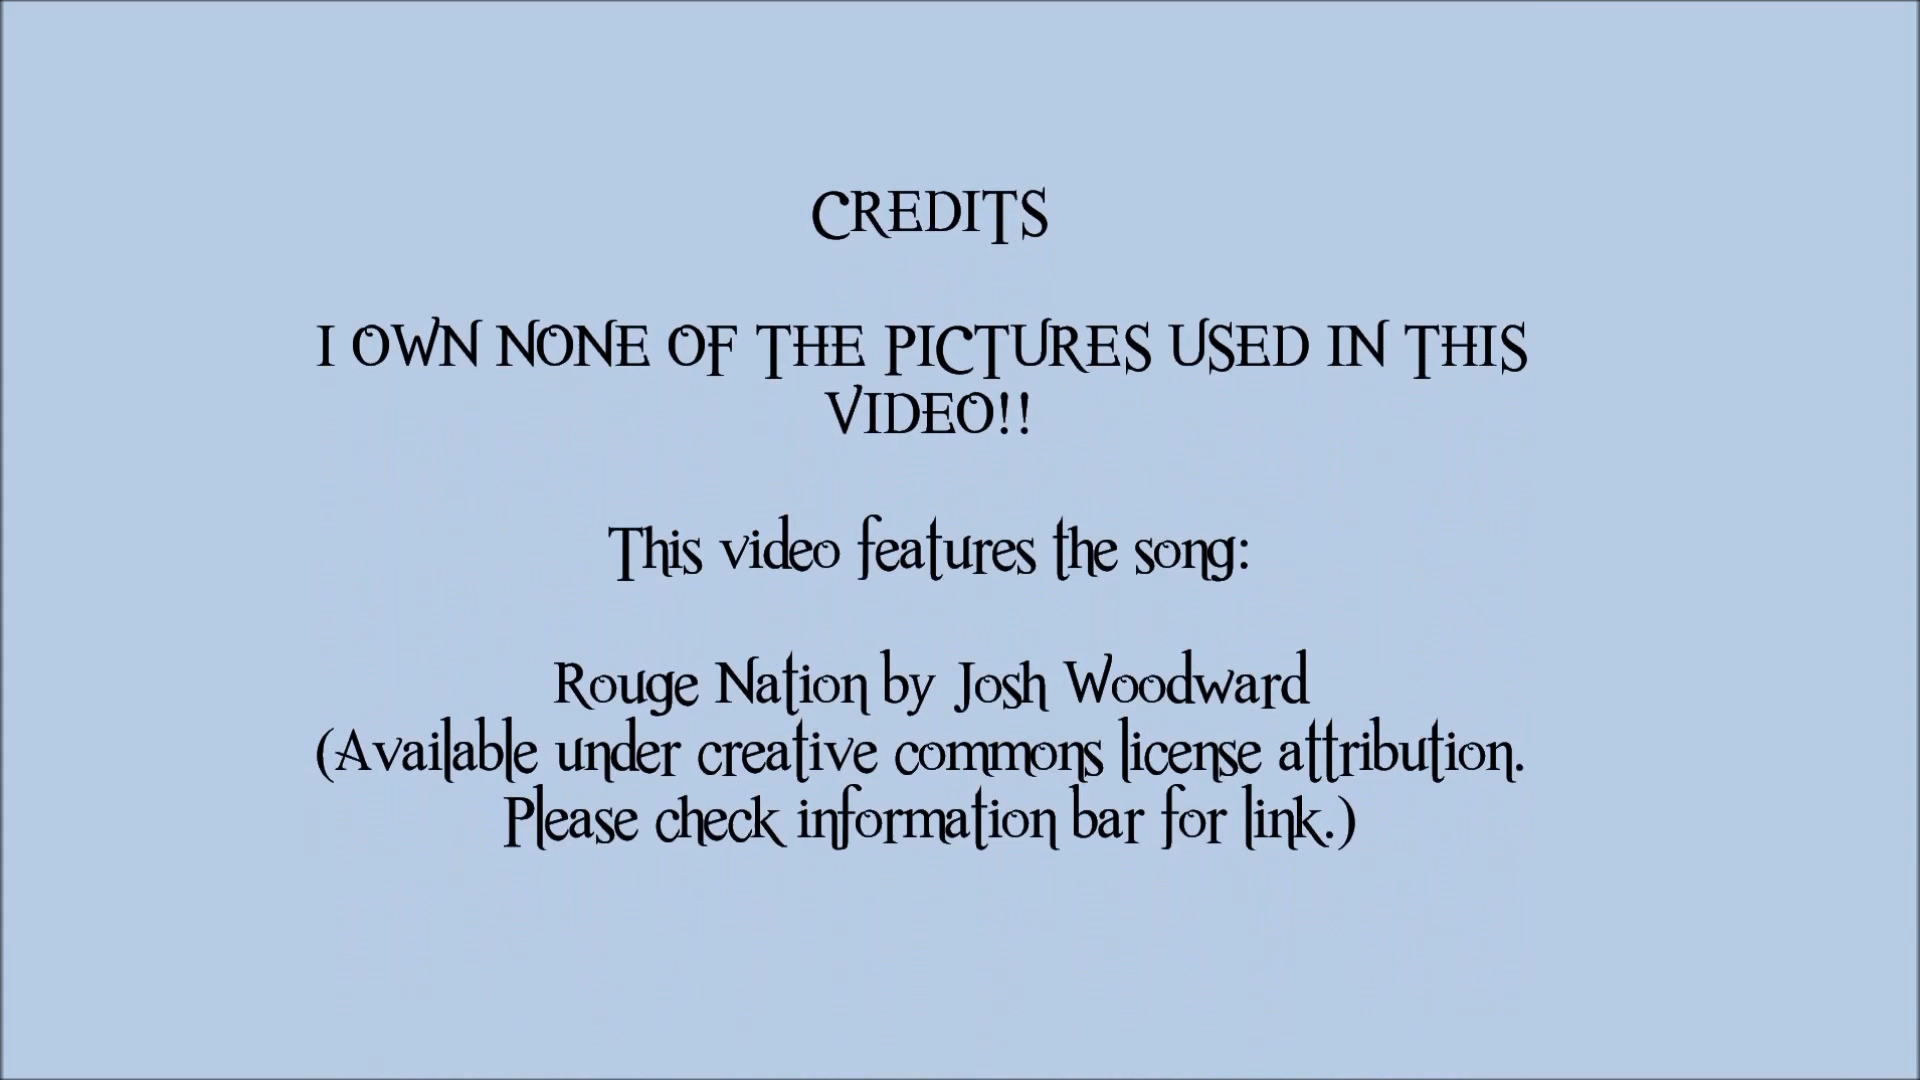 CREDITS
I OWN NONE OF THE PICTURES USED IN THIS
VIDEO!!
This video features the song:
Rouge Nation by Josh Woodward
(Available under creative commons license attribution.
Please check information bar for link.)